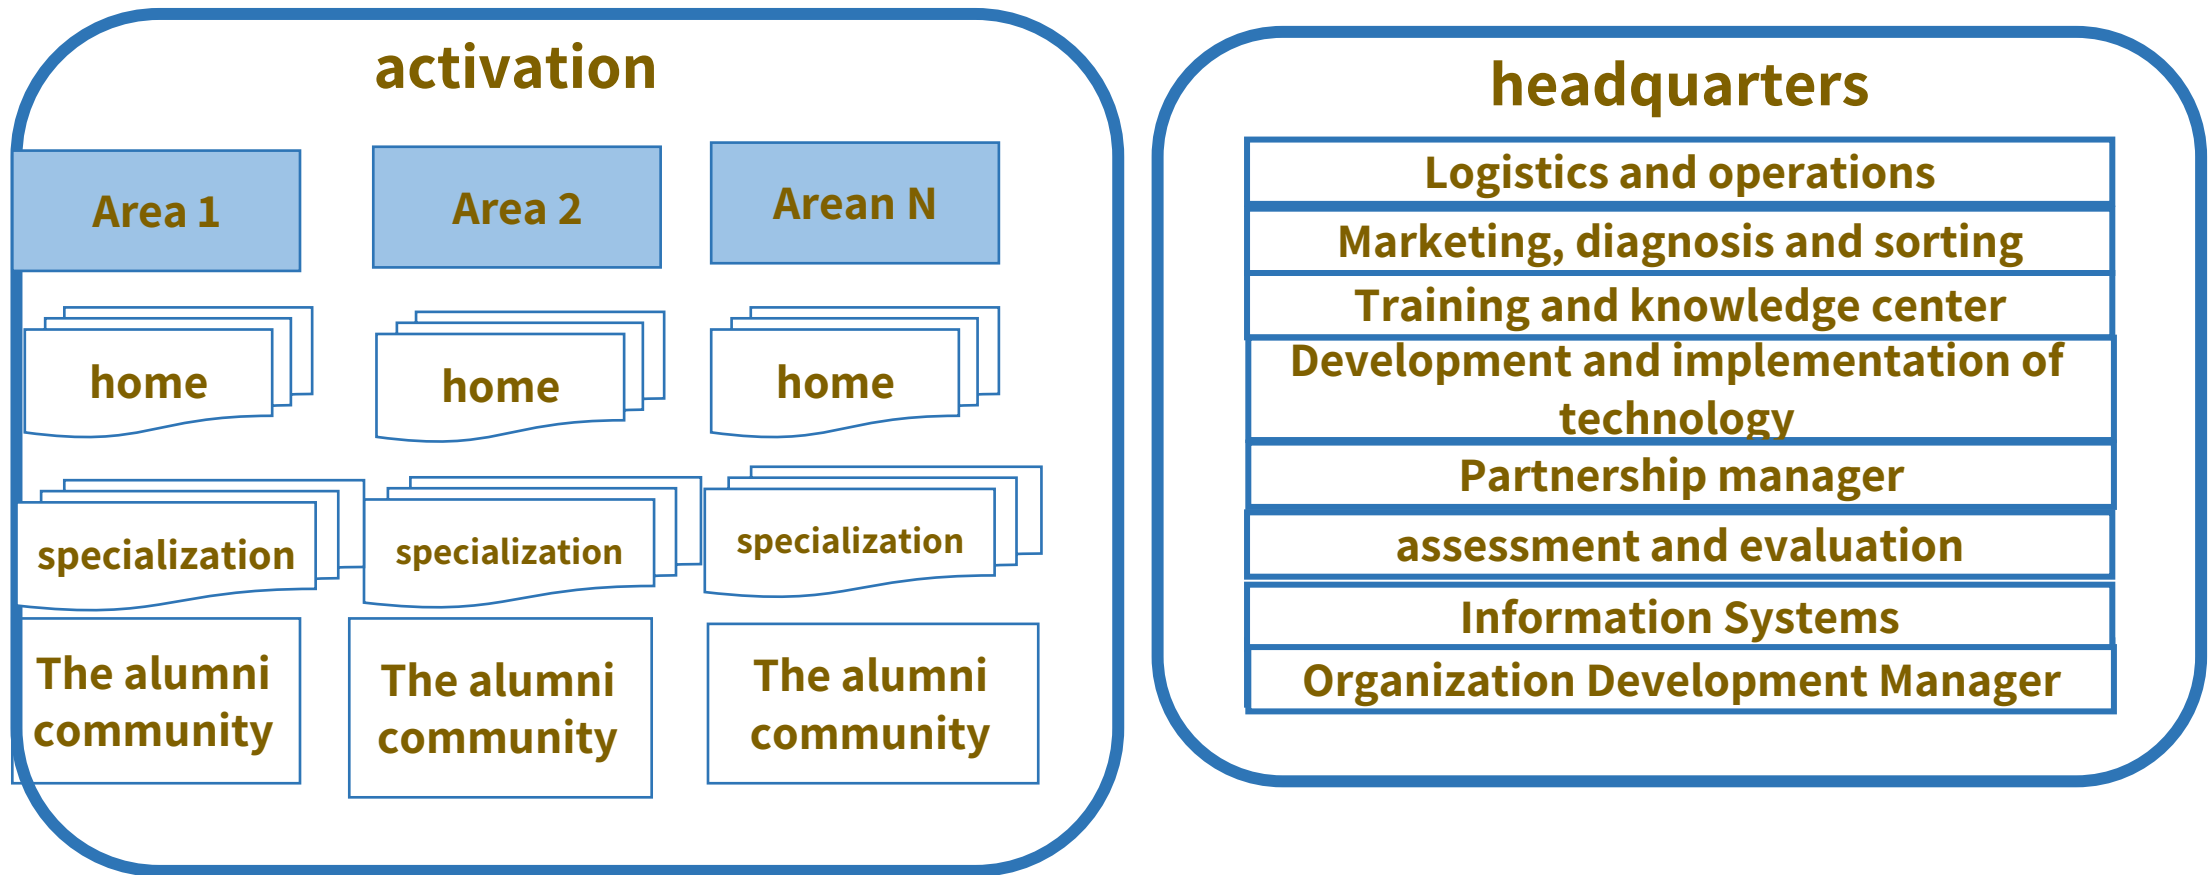 activation
Area 1
Area 2
Arean N
home
home
home
specialization
specialization
specialization
The alumni
community
The alumni
community
The alumni
community
headquarters
Logistics and operations
Marketing, diagnosis and sorting
Training and knowledge center
Development and implementation of
technology
Partnership manager
assessment and evaluation
Information Systems
Organization Development Manager